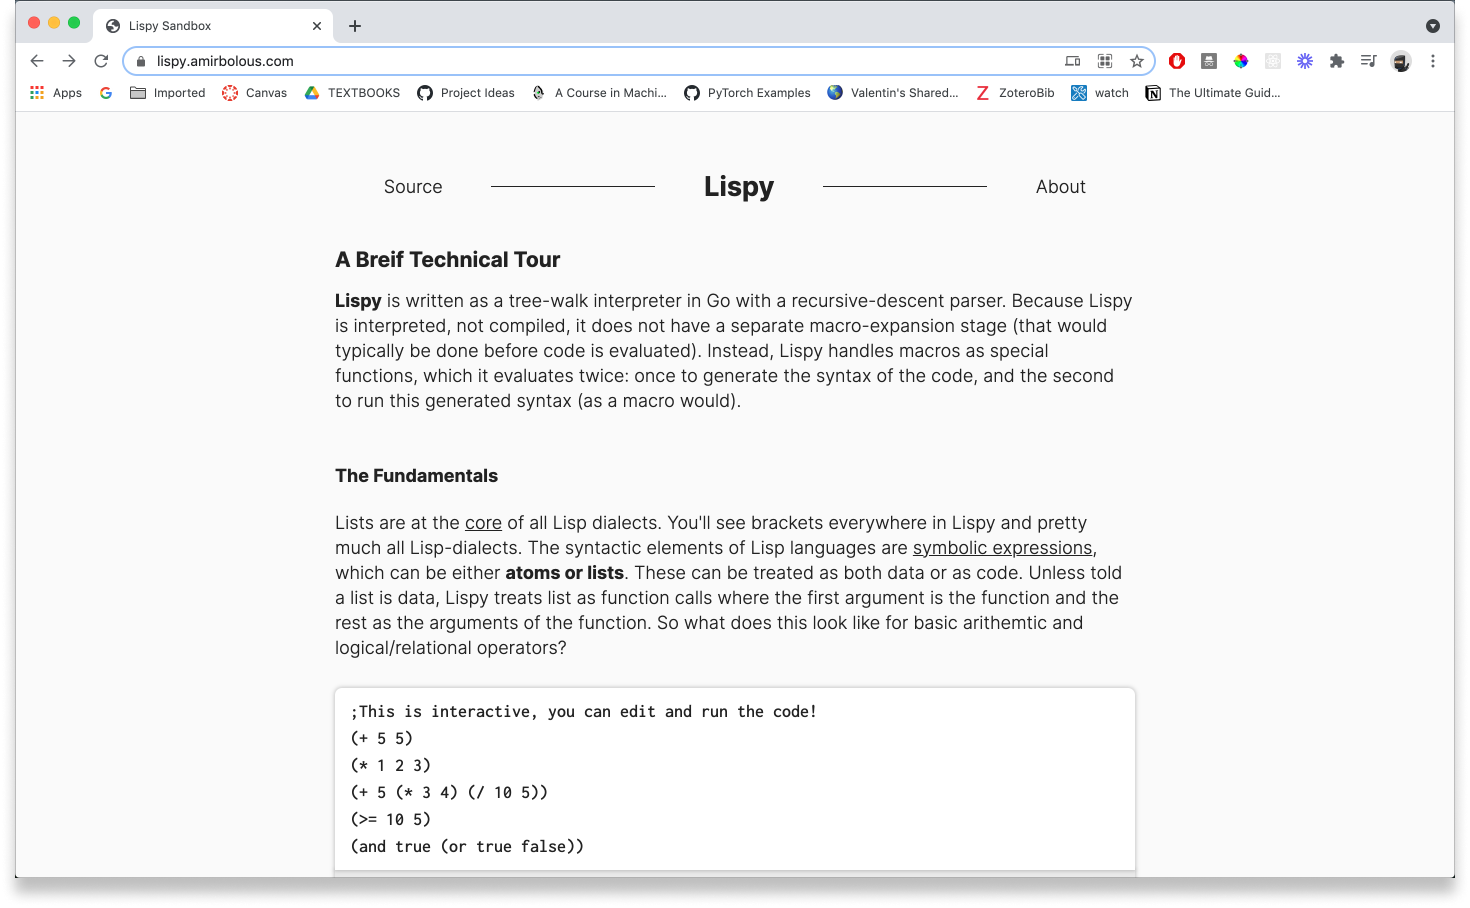 Lispy Sandbox
lispy.amirbolous.com
Apps Imported Canvas TEXTBOOKS Project Ideas A Course in Machi... PyTorch Examples Valentin's Shared... ZoteroBib watch The Ultimate Guid...
Source Lispy About
A Breif Technical Tour
Lispy is written as a tree-walk interpreter in Go with a recursive-descent parser. Because Lispy
is interpreted, not compiled, it does not have a separate macro-expansion stage (that would
typically be done before code is evaluated). Instead, Lispy handles macros as special
functions, which it evaluates twice: once to generate the syntax of the code, and the second
to run this generated syntax (as a macro would).
The Fundamentals
Lists are at the core of all Lisp dialects. You'll see brackets everywhere in Lispy and pretty
much all Lisp-dialects. The syntactic elements of Lisp languages are symbolic expressions,
which can be either atoms or lists. These can be treated as both data or as code. Unless told
a list is data, Lispy treats list as function calls where the first argument is the function and the
rest as the arguments of the function. So what does this look like for basic arithemtic and
logical/relational operators?
;This is interactive, you can edit and run the code!
(+ 5 5)
(* 1 2 3)
(+ 5 (* 3 4) (/ 10 5))
(>= 10 5)
(and true (or true false))